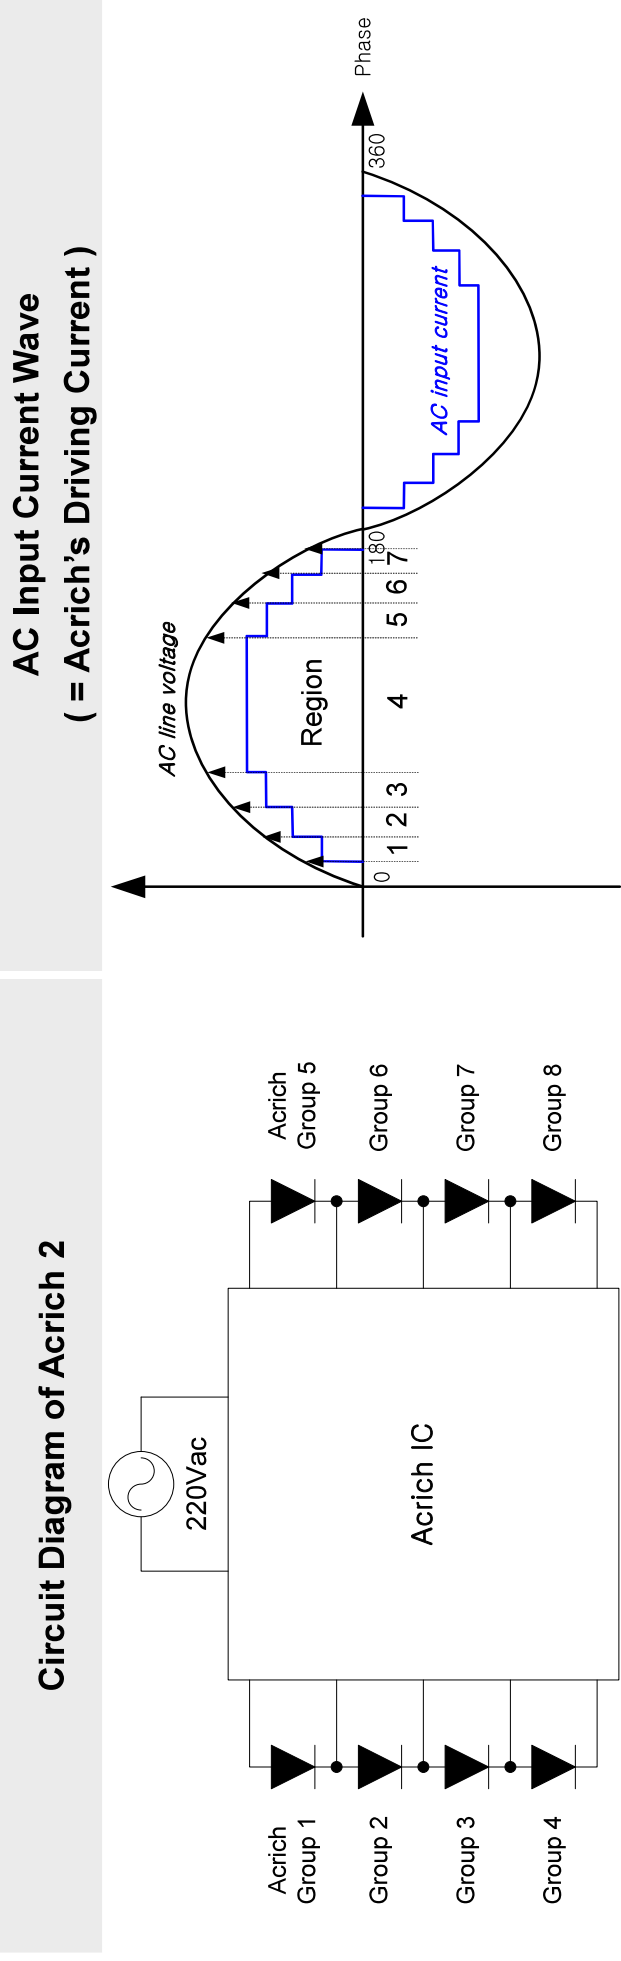 Circuit Diagram of Acrich 2
220Vac
Acrich IC
Acrich
Group 1
Group 2
Group 3
Group 4
Acrich
Group 5
Group 6
Group 7
Group 8
AC Input Current Wave
( = Acrich's Driving Current )
AC line voltage
Region
0
1
2
3
4
5
6
7
180
AC input current
360
Phase